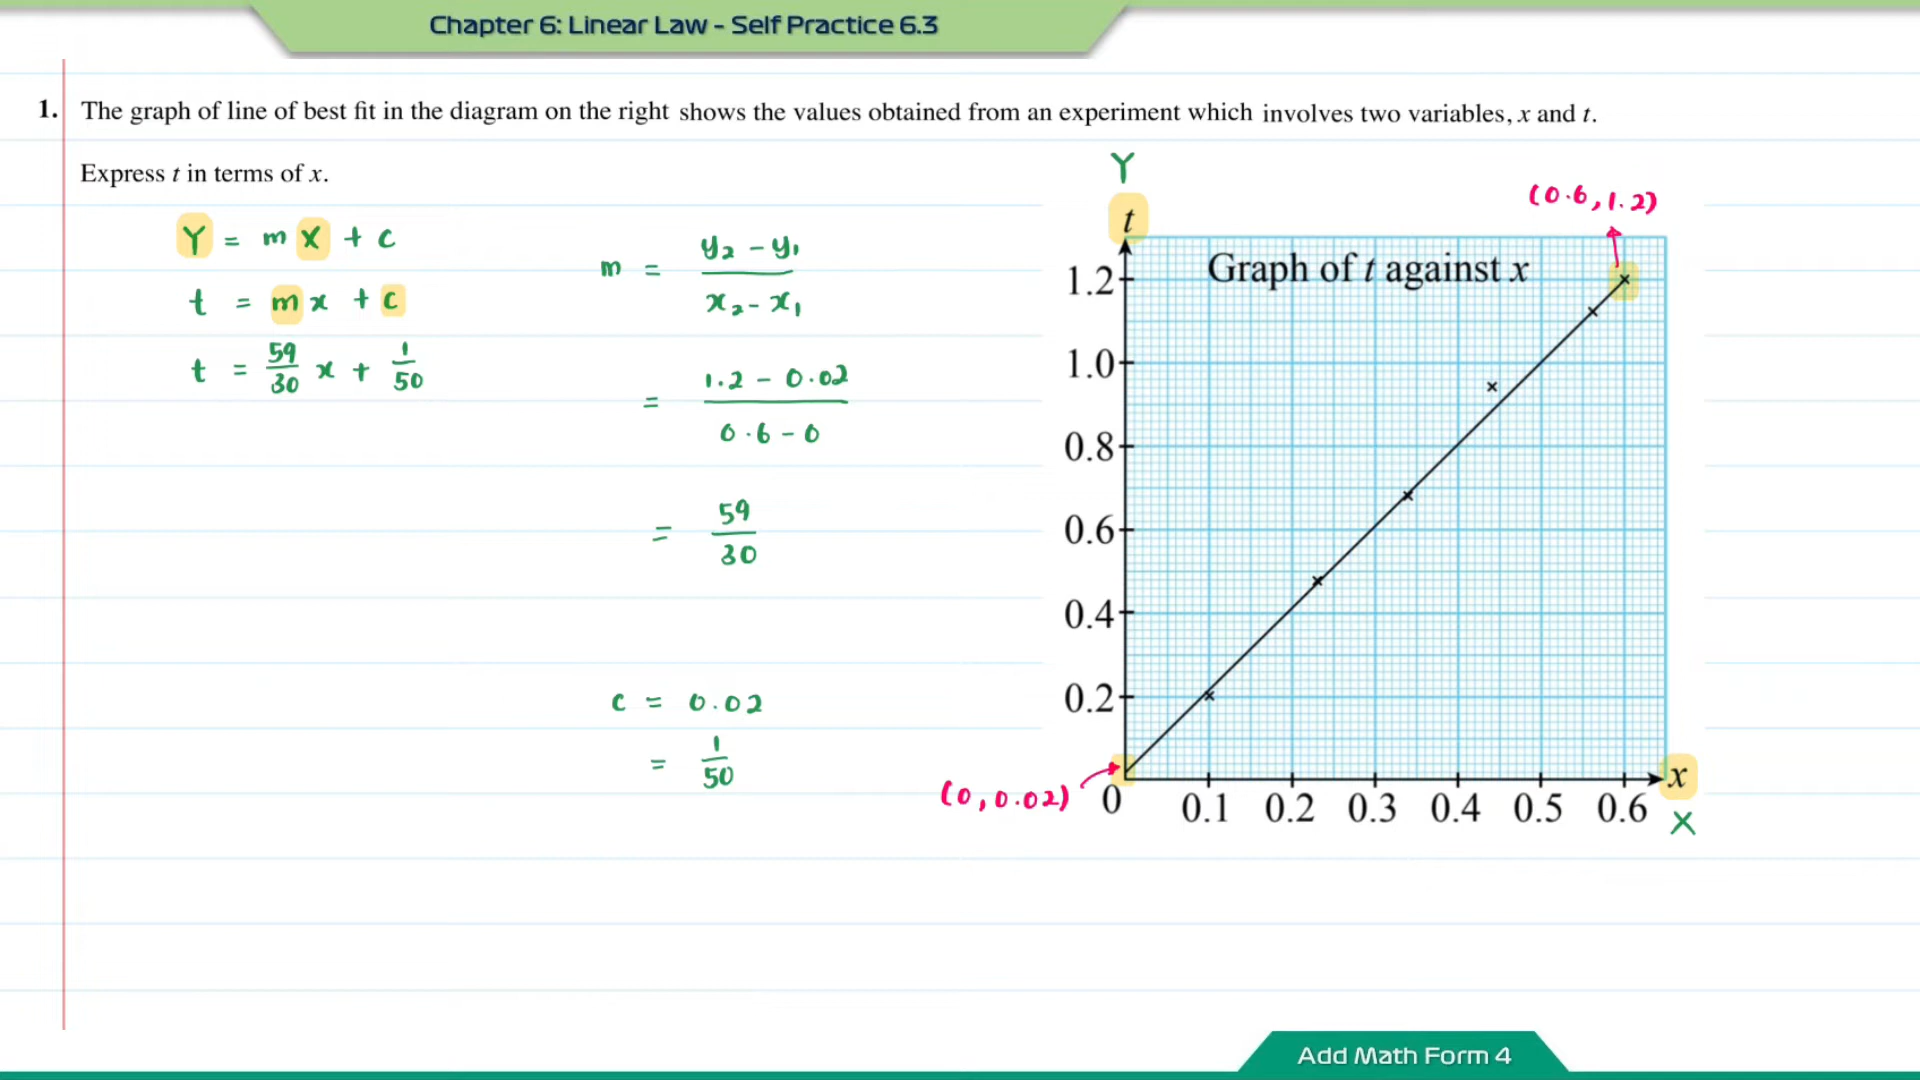 Chapter 6: Linear Law - Self Practice 6.3
1. The graph of line of best fit in the diagram on the right shows the values obtained from an experiment which involves two variables, x and t.
Express t in terms of x.
Y = mX + c
t = mx + c
t = 59/30 x + 1/50
m = y₂ - y₁ / x₂ - x₁
= 1.2 - 0.02 / 0.6 - 0
= 59/30
c = 0.02
= 1/50
Y
t
(0.6, 1.2)
Graph of t against x
1.2
1.0
0.8
0.6
0.4
0.2
(0, 0.02)
0 0.1 0.2 0.3 0.4 0.5 0.6 x
X
Add Math Form 4